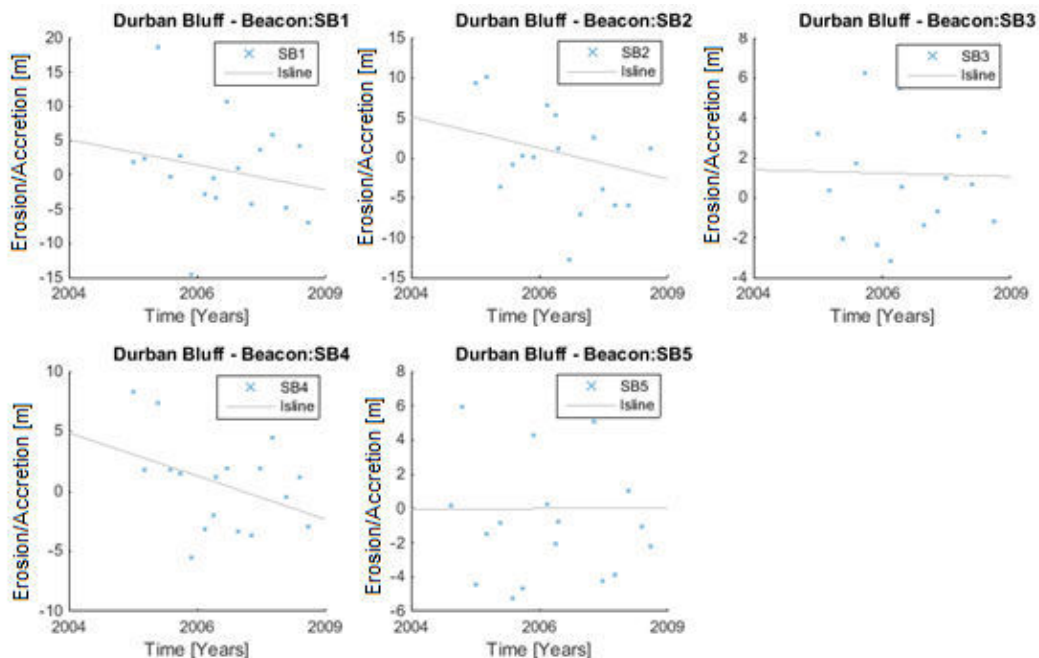 Durban Bluff - Beacon:SB1
Erosion/Accretion [m]
20
15
10
5
0
-5
-10
-15
SB1
lsline
2004
2006
2009
Time [Years]
Durban Bluff - Beacon:SB2
Erosion/Accretion [m]
15
10
5
0
-5
-10
-15
SB2
lsline
2004
2006
2009
Time [Years]
Durban Bluff - Beacon:SB3
Erosion/Accretion [m]
8
6
4
2
0
-2
-4
SB3
lsline
2004
2006
2009
Time [Years]
Durban Bluff - Beacon:SB4
Erosion/Accretion [m]
10
5
0
-5
-10
SB4
lsline
2004
2006
2009
Time [Years]
Durban Bluff - Beacon:SB5
Erosion/Accretion [m]
8
6
4
2
0
-2
-4
-6
SB5
lsline
2004
2006
2009
Time [Years]